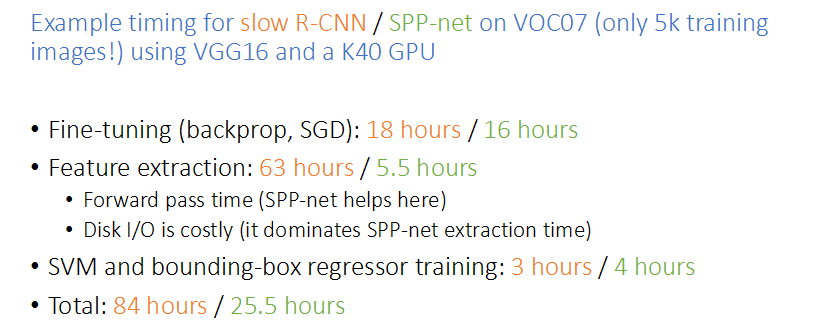 Example timing for slow R-CNN / SPP-net on VOC07 (only 5k training
images!) using VGG16 and a K40 GPU
• Fine-tuning (backprop, SGD): 18 hours / 16 hours
• Feature extraction: 63 hours / 5.5 hours
• Forward pass time (SPP-net helps here)
• Disk I/O is costly (it dominates SPP-net extraction time)
• SVM and bounding-box regressor training: 3 hours / 4 hours
• Total: 84 hours / 25.5 hours